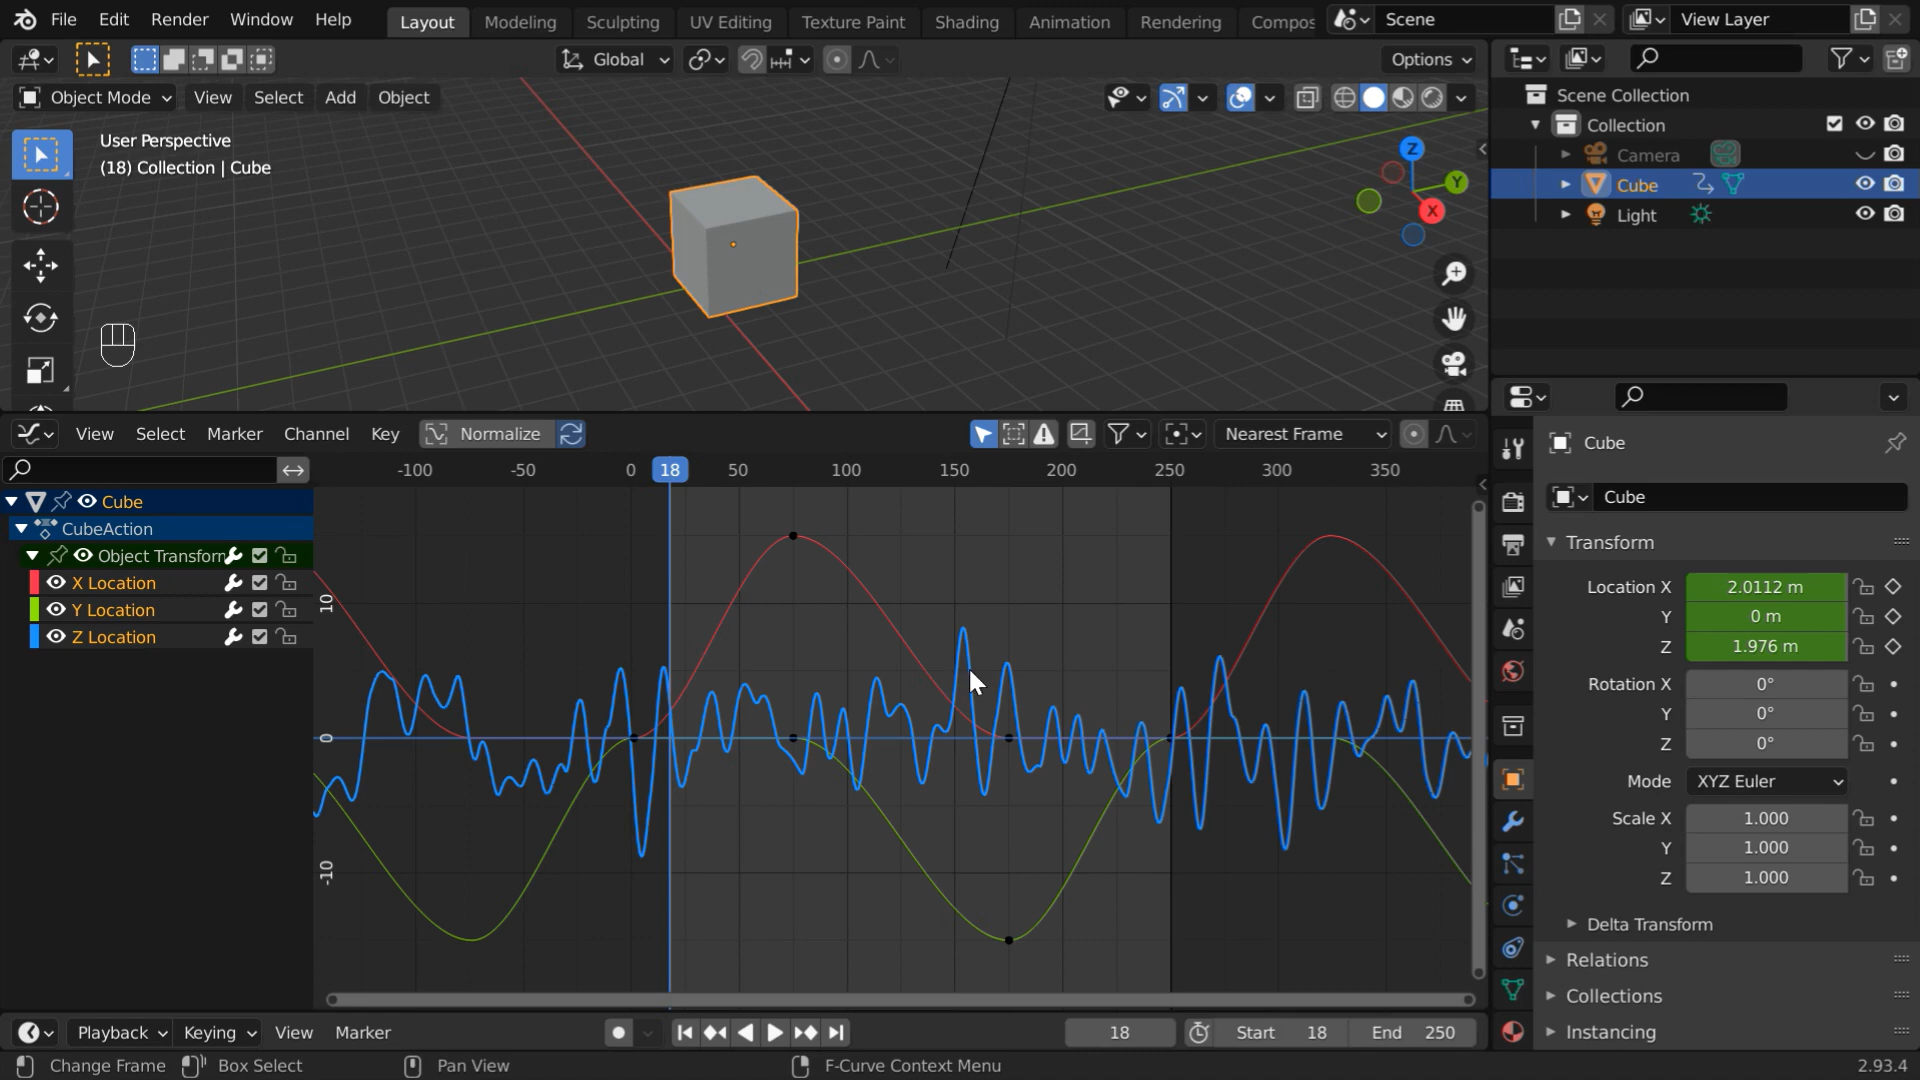 File Edit Render Window Help Layout Modeling Sculpting UV Editing Texture Paint Shading Animation Rendering Compos Scene View Layer
Global Options
Object Mode View Select Add Object
User Perspective
(18) Collection | Cube
Z
Y
X
Scene Collection
Collection
Camera
Cube
Light
View Select Marker Channel Key Normalize Nearest Frame
-100 -50 0 18 50 100 150 200 250 300 350
Cube
CubeAction
Object Transform
X Location
Y Location
Z Location
10
0
-10
Cube
Cube
Transform
Location X 2.0112 m
Y 0 m
Z 1.976 m
Rotation X 0°
Y 0°
Z 0°
Mode XYZ Euler
Scale X 1.000
Y 1.000
Z 1.000
Delta Transform
Relations
Collections
Instancing
Playback Keying View Marker 18 Start 18 End 250
Change Frame Box Select Pan View F-Curve Context Menu 2.93.4